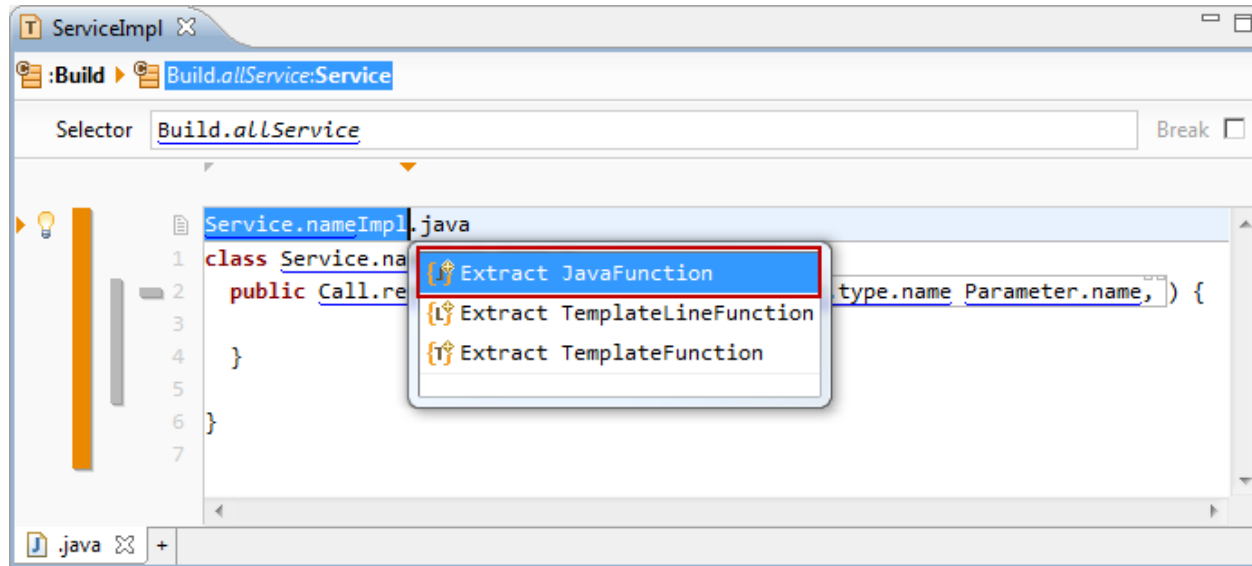 ServiceImpl
:Build Build.allService:Service
Selector Build.allService Break
Service.nameImpl.java
1 class Service.na
Extract JavaFunction
2 public Call.re .type.name Parameter.name, ) {
3
Extract TemplateLineFunction
4 }
Extract TemplateFunction
5
6 }
7
.java +